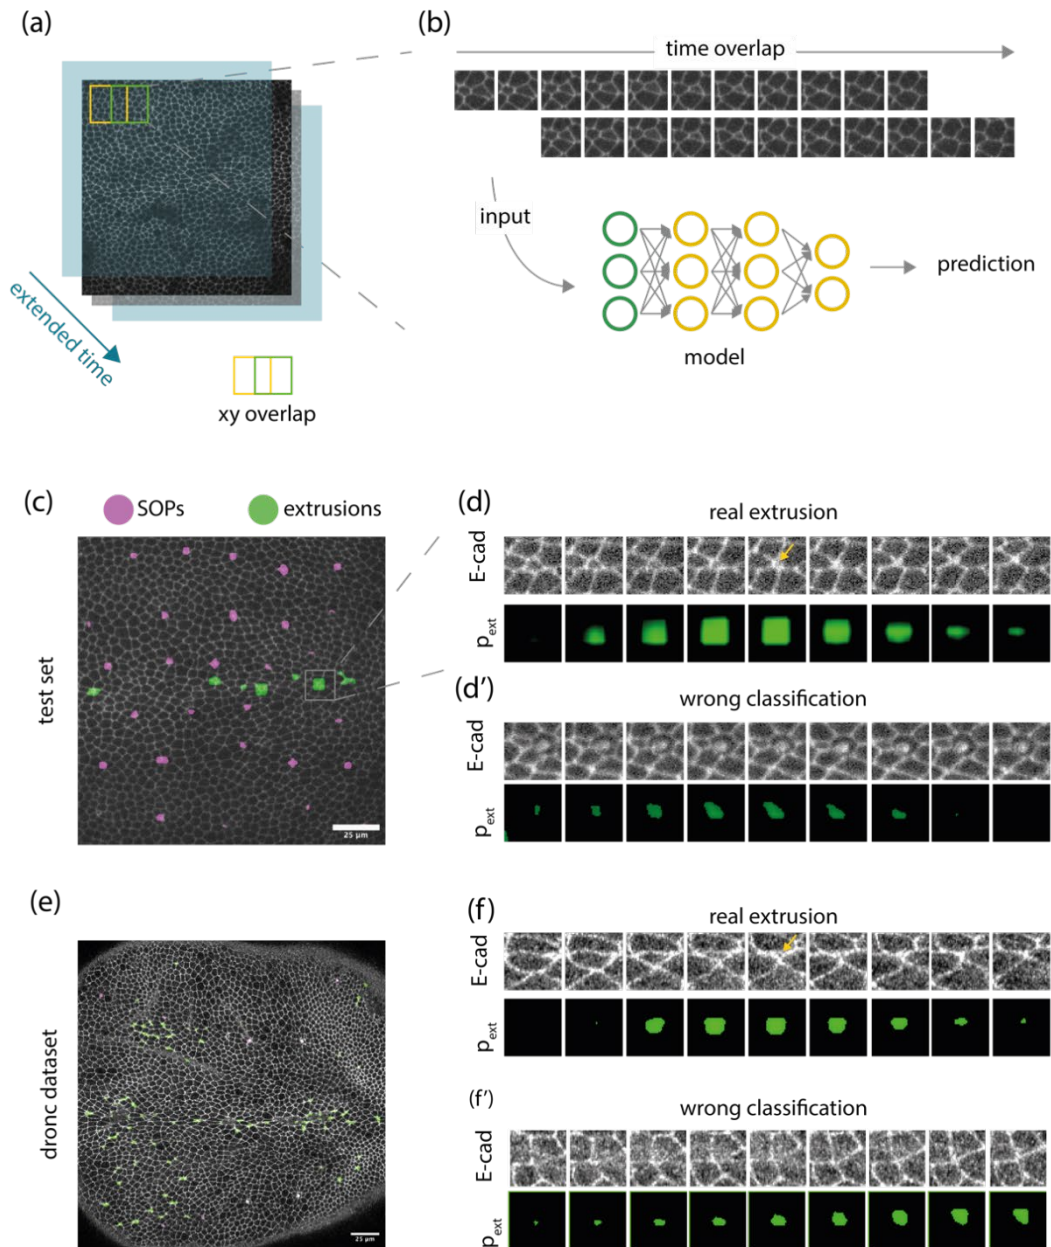 (a)
extended time
xy overlap
(b)
time overlap
input
model
prediction
(c)
SOPs
extrusions
test set
25 µm
(d)
real extrusion
E-cad
pext
(d')
wrong classification
E-cad
pext
(e)
dronc dataset
25 µm
(f)
real extrusion
E-cad
pext
(f')
wrong classification
E-cad
pext